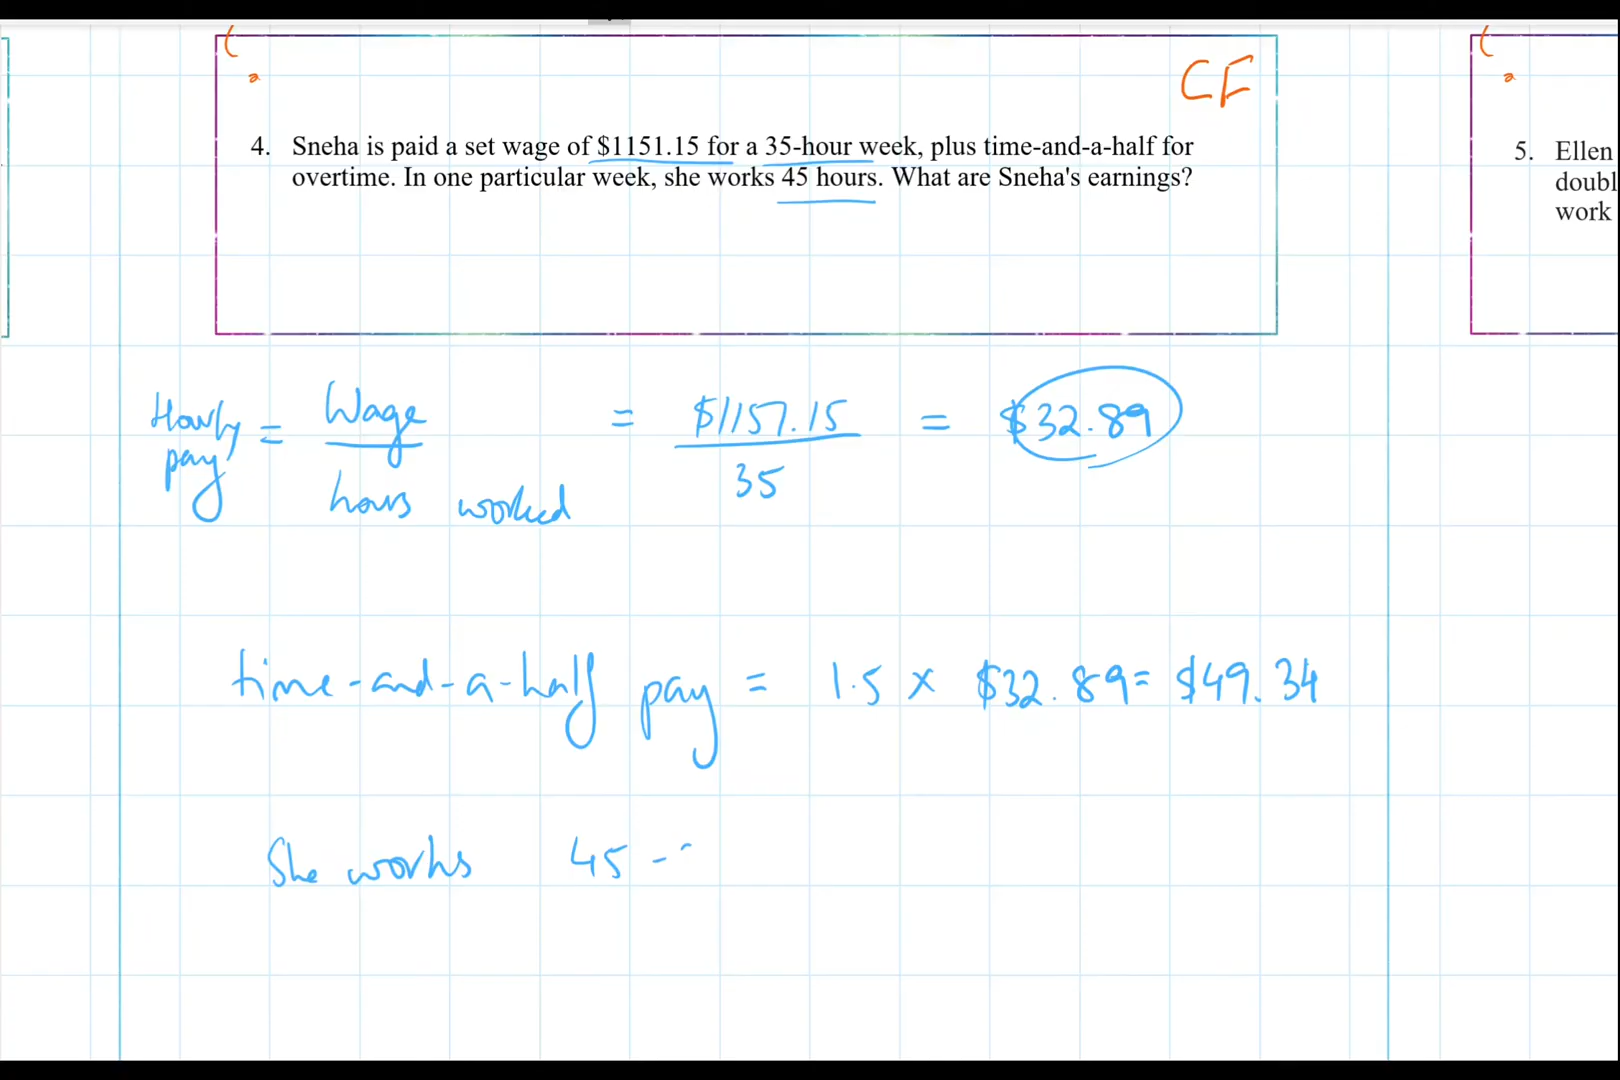 CF
4. Sneha is paid a set wage of $1151.15 for a 35-hour week, plus time-and-a-half for
overtime. In one particular week, she works 45 hours. What are Sneha's earnings?
5. Ellen
doubl
work
Hourly pay = Wage / hours worked = $1157.15 / 35 = $32.89
time-and-a-half pay = 1.5 × $32.89 = $49.34
She works 45 -